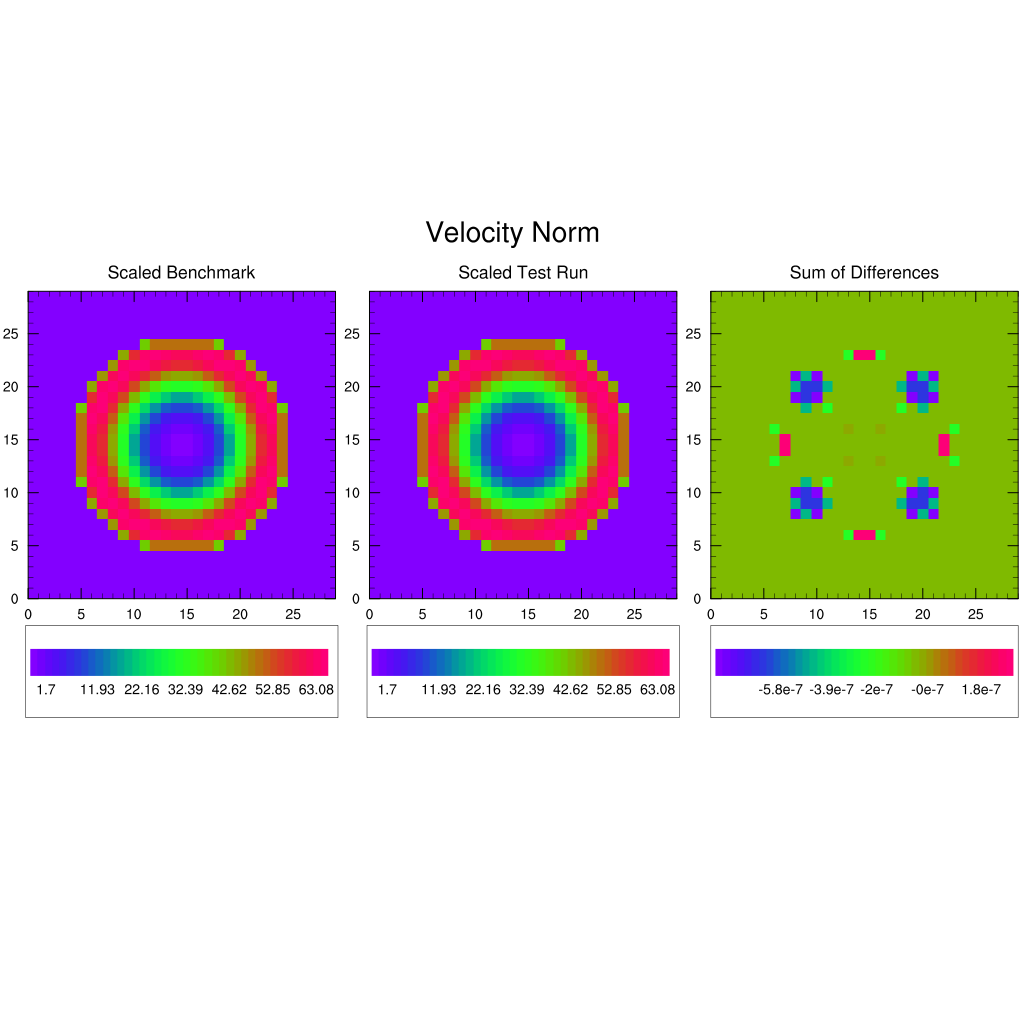 Velocity Norm
Scaled Benchmark
Scaled Test Run
Sum of Differences
25
20
15
10
5
0
0 5 10 15 20 25
25
20
15
10
5
0
0 5 10 15 20 25
25
20
15
10
5
0
0 5 10 15 20 25
1.7 11.93 22.16 32.39 42.62 52.85 63.08
1.7 11.93 22.16 32.39 42.62 52.85 63.08
-5.8e-7 -3.9e-7 -2e-7 -0e-7 1.8e-7